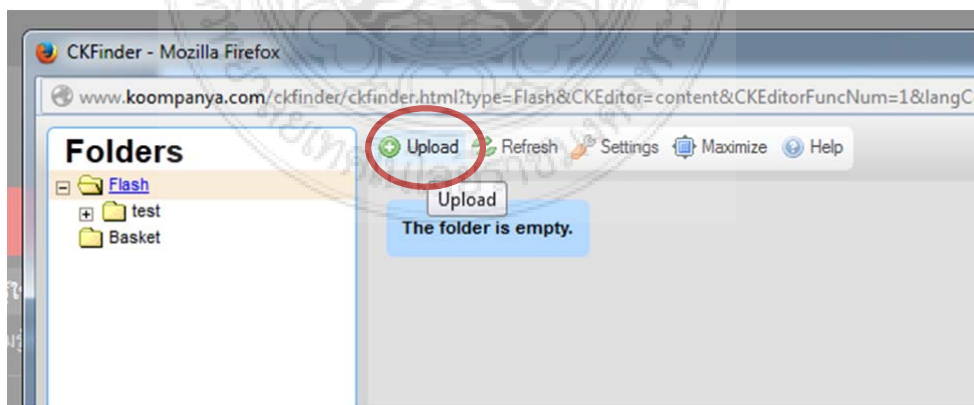 CKFinder - Mozilla Firefox
www.koompanya.com/ckfinder/ckfinder.html?type=Flash&CKEditor=content&CKEditorFuncNum=1&langC
Folders
Upload Refresh Settings Maximize Help
Flash
Upload
test
The folder is empty.
Basket